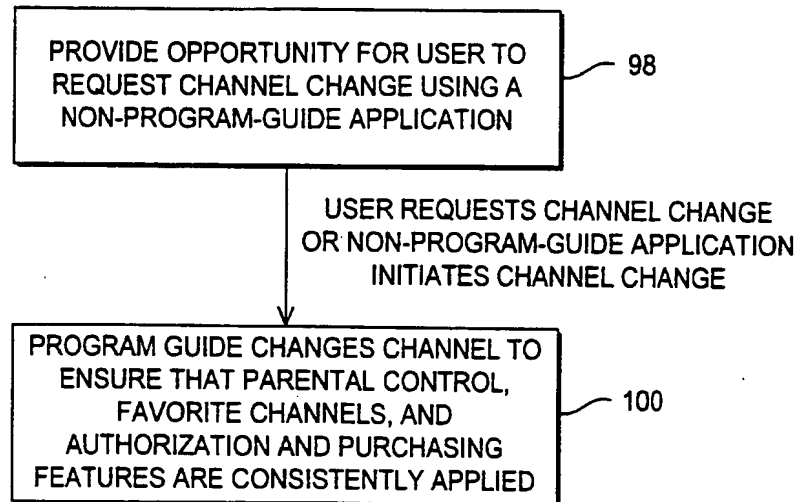 PROVIDE OPPORTUNITY FOR USER TO
REQUEST CHANNEL CHANGE USING A
NON-PROGRAM-GUIDE APPLICATION
98
USER REQUESTS CHANNEL CHANGE
OR NON-PROGRAM-GUIDE APPLICATION
INITIATES CHANNEL CHANGE
PROGRAM GUIDE CHANGES CHANNEL TO
ENSURE THAT PARENTAL CONTROL,
FAVORITE CHANNELS, AND
AUTHORIZATION AND PURCHASING
FEATURES ARE CONSISTENTLY APPLIED
100